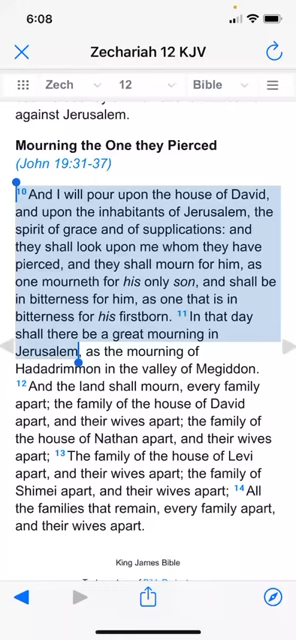 6:08
Zechariah 12 KJV
Zech 12 Bible
against Jerusalem.
Mourning the One they Pierced
(John 19:31-37)
10 And I will pour upon the house of David,
and upon the inhabitants of Jerusalem, the
spirit of grace and of supplications: and
they shall look upon me whom they have
pierced, and they shall mourn for him, as
one mourneth for his only son, and shall be
in bitterness for him, as one that is in
bitterness for his firstborn. 11 In that day
shall there be a great mourning in
Jerusalem, as the mourning of
Hadadrimmon in the valley of Megiddon.
12 And the land shall mourn, every family
apart; the family of the house of David
apart, and their wives apart; the family of
the house of Nathan apart, and their wives
apart; 13 The family of the house of Levi
apart, and their wives apart; the family of
Shimei apart, and their wives apart; 14 All
the families that remain, every family apart,
and their wives apart.
King James Bible